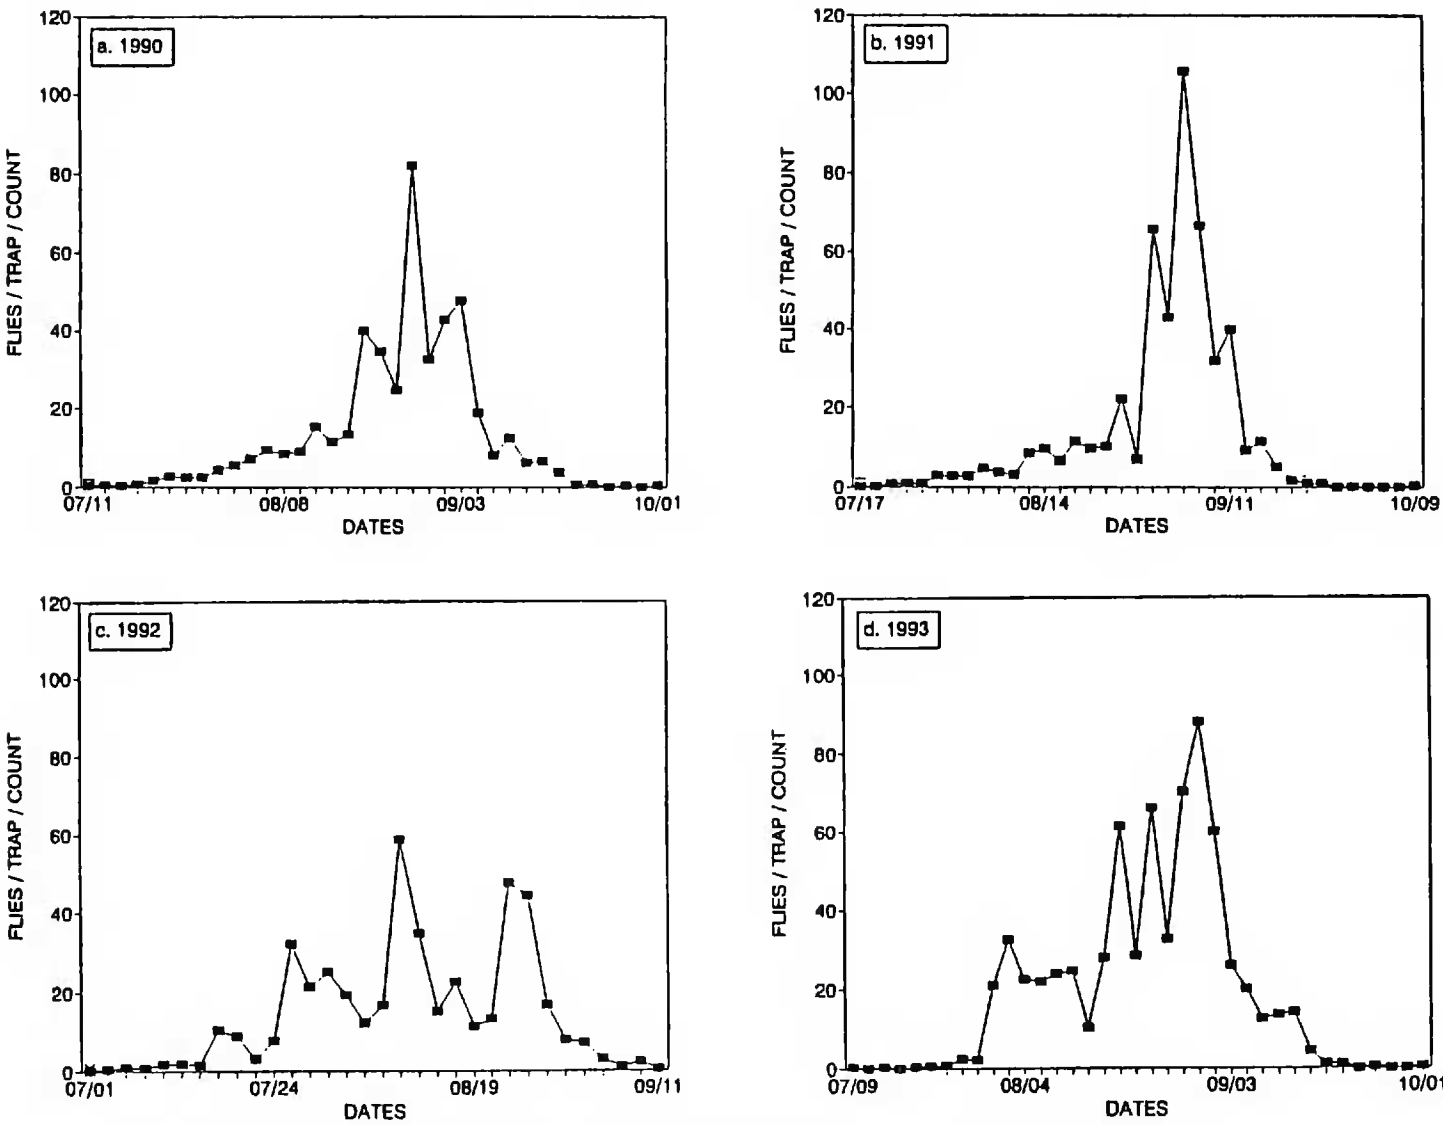 a. 1990
120
100
80
60
40
20
0
FLIES / TRAP / COUNT
07/11 08/08 09/03 10/01
DATES
b. 1991
120
100
80
60
40
20
0
FLIES / TRAP / COUNT
07/17 08/14 09/11 10/09
DATES
c. 1992
120
100
80
60
40
20
0
FLIES / TRAP / COUNT
07/01 07/24 08/19 09/11
DATES
d. 1993
120
100
80
60
40
20
0
FLIES / TRAP / COUNT
07/09 08/04 09/03 10/01
DATES